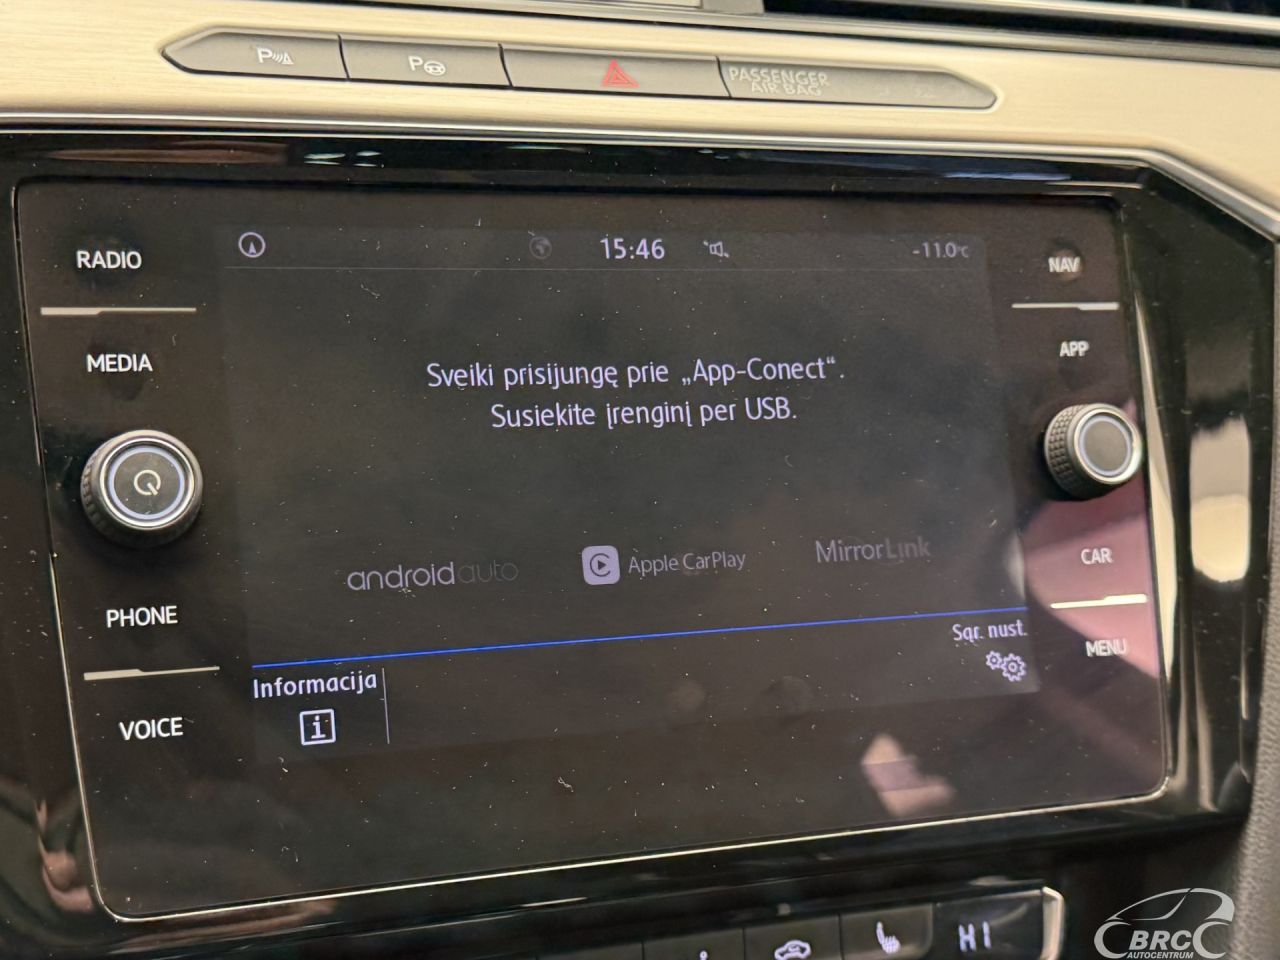 P
P
PASSENGER
AIR BAG
RADIO
MEDIA
PHONE
VOICE
15:46
-11.0°C
Sveiki prisijungę prie „App-Conect“.
Susiekite įrenginį per USB.
android auto
Apple CarPlay
MirrorLink
Informacija
i
Sąr. nust.
NAV
APP
CAR
MENU
HI
BRC
AUTOCENTRUM